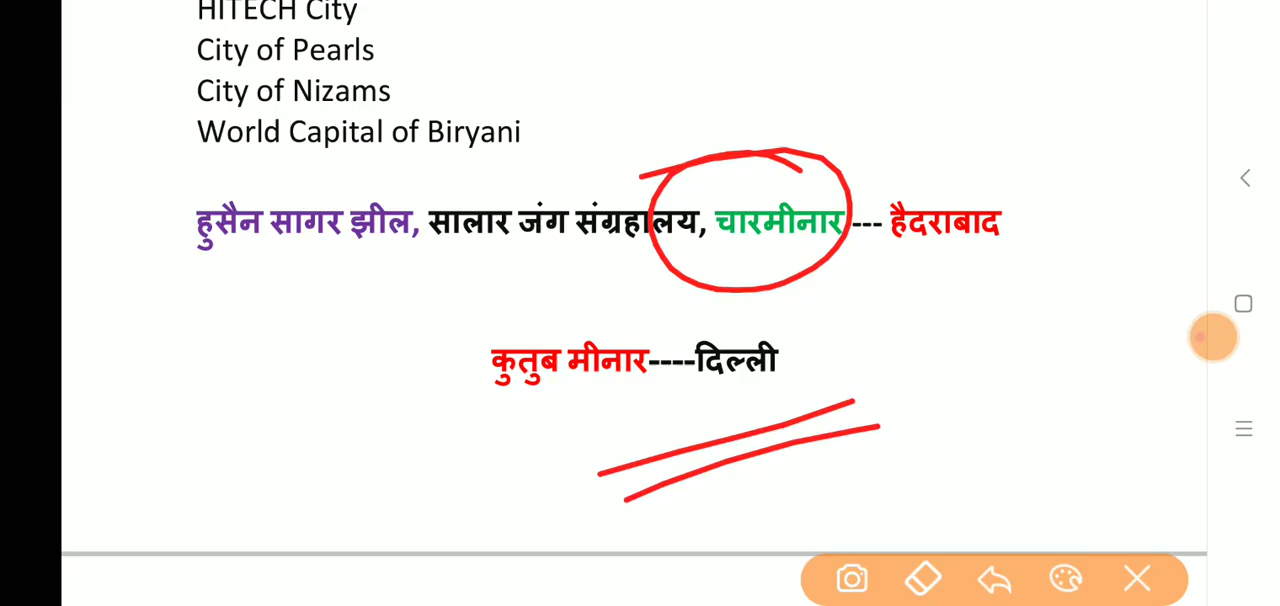 HITECH City
City of Pearls
City of Nizams
World Capital of Biryani
हुसैन सागर झील, सालार जंग संग्रहालय, चारमीनार --- हैदराबाद
कुतुब मीनार----दिल्ली